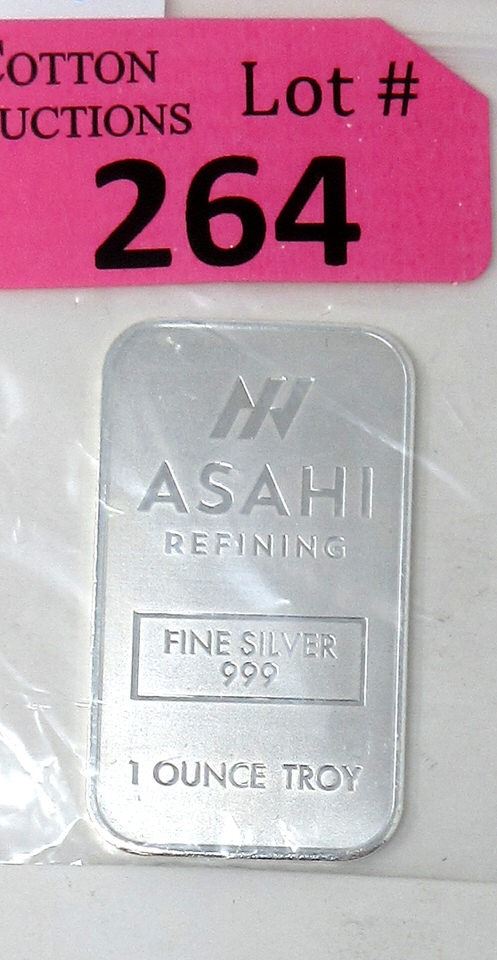 COTTON Lot #
UCTIONS
264
ASAHI
REFINING
FINE SILVER
999
1 OUNCE TROY